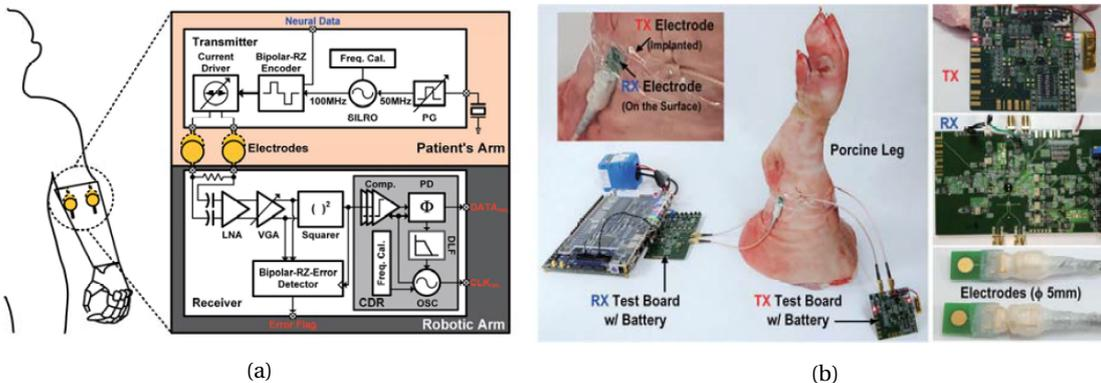 Neural Data
Transmitter
Current
Driver
Bipolar-RZ
Encoder
Freq. Cal.
100MHz
SILRO
50MHz
PG
Electrodes
Patient's Arm
LNA
VGA
( )²
Squarer
Comp.
PD
Φ
DLF
Freq. Cal.
OSC
CDR
Bipolar-RZ-Error
Detector
Receiver
Error Flag
Robotic Arm
(a)
TX Electrode
(Implanted)
RX Electrode
(On the Surface)
Porcine Leg
RX Test Board
w/ Battery
TX Test Board
w/ Battery
TX
RX
Electrodes (ϕ 5mm)
(b)